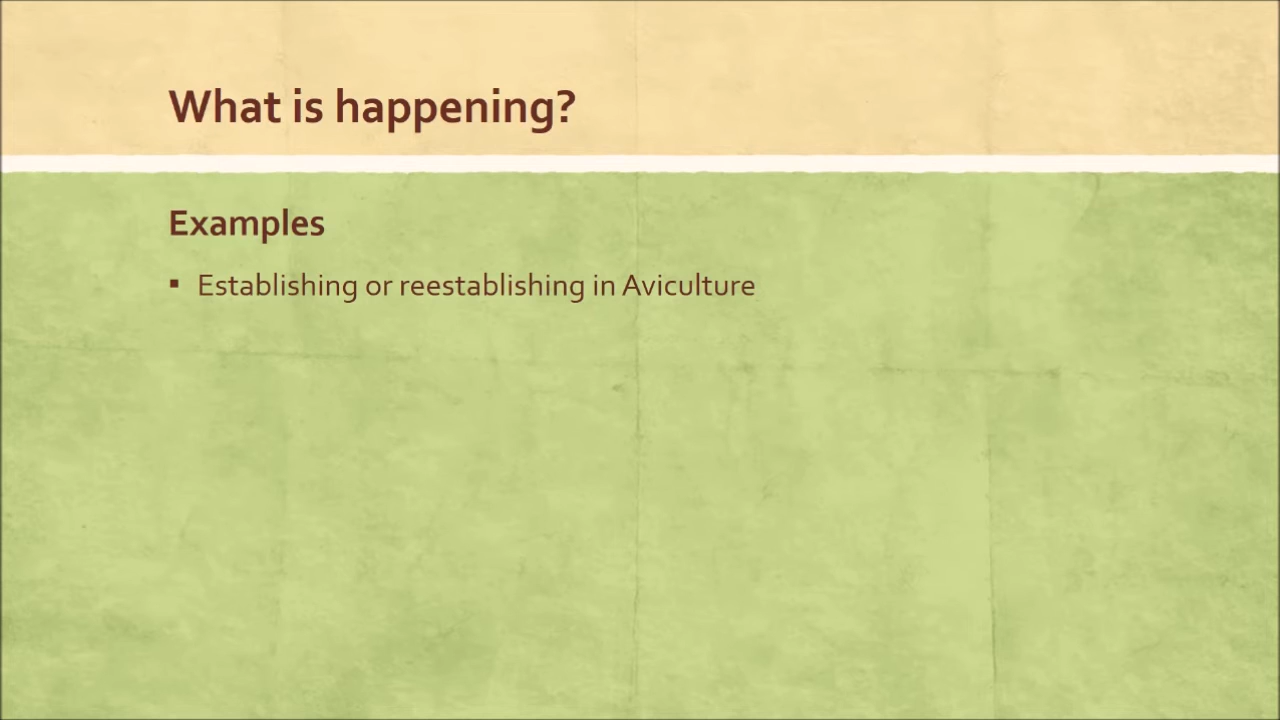 What is happening?
Examples
▪ Establishing or reestablishing in Aviculture